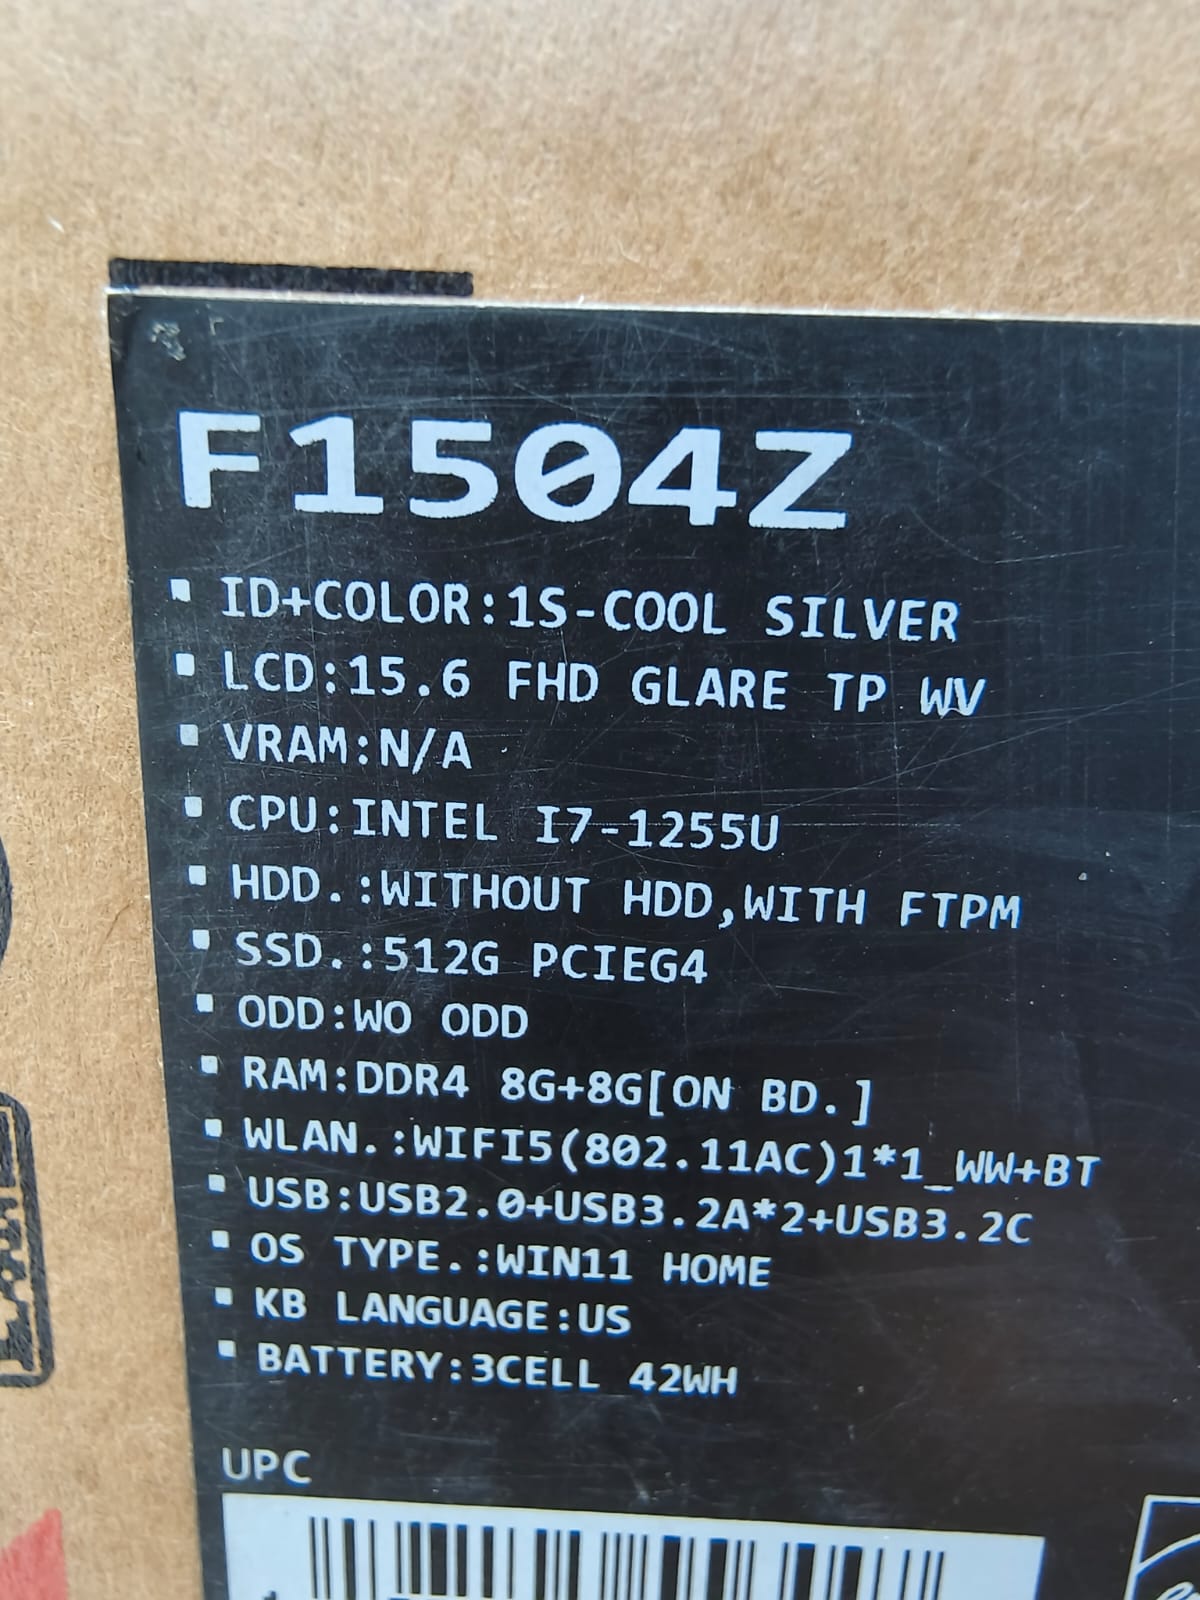 F1504Z
▪ ID+COLOR:1S-COOL SILVER
▪ LCD:15.6 FHD GLARE TP WV
▪ VRAM:N/A
▪ CPU:INTEL I7-1255U
▪ HDD.:WITHOUT HDD,WITH FTPM
▪ SSD.:512G PCIEG4
▪ ODD:WO ODD
▪ RAM:DDR4 8G+8G[ON BD.]
▪ WLAN.:WIFI5(802.11AC)1*1_WW+BT
▪ USB:USB2.0+USB3.2A*2+USB3.2C
▪ OS TYPE.:WIN11 HOME
▪ KB LANGUAGE:US
▪ BATTERY:3CELL 42WH
UPC